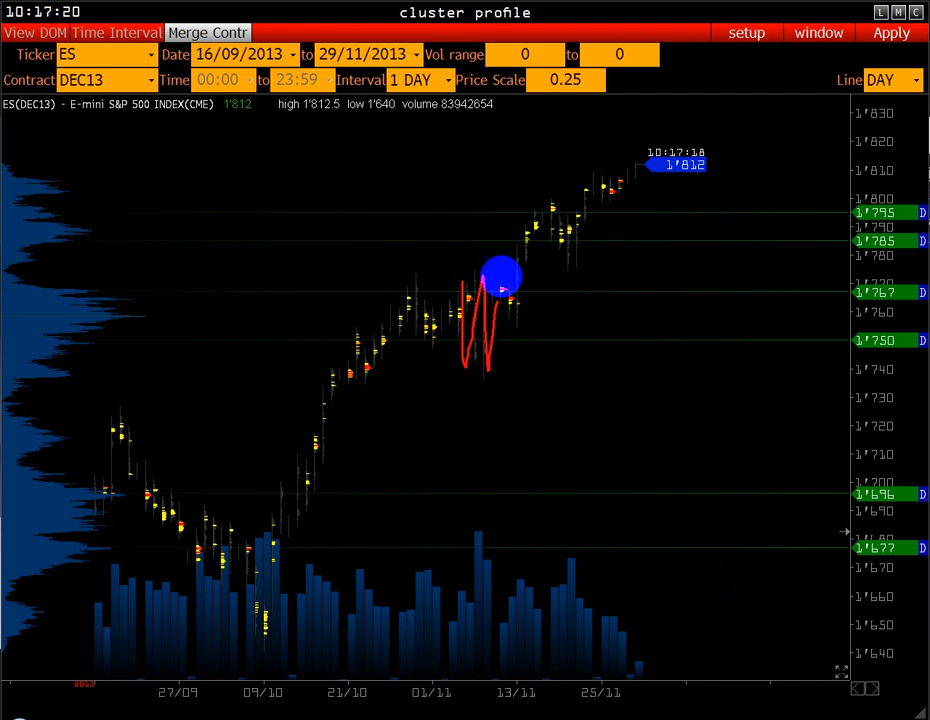 10:17:20 cluster profile L M C
View DOM Time Interval Merge Contr setup window Apply
Ticker ES Date 16/09/2013 to 29/11/2013 Vol range 0 to 0
Contract DEC13 Time 00:00 to 23:59 Interval 1 DAY Price Scale 0.25 Line DAY
ES(DEC13) - E-mini S&P 500 INDEX(CME) 1'812 high 1'812.5 low 1'640 volume 83942654
1'830
1'820
10:17:18
1'812
1'810
1'800
1'795 D
1'790
1'785 D
1'780
1'767 D
1'760
1'750 D
1'740
1'730
1'720
1'710
1'700
1'696 D
1'690
1'677 D
1'670
1'660
1'650
1'640
2013
27/09 09/10 21/10 01/11 13/11 25/11